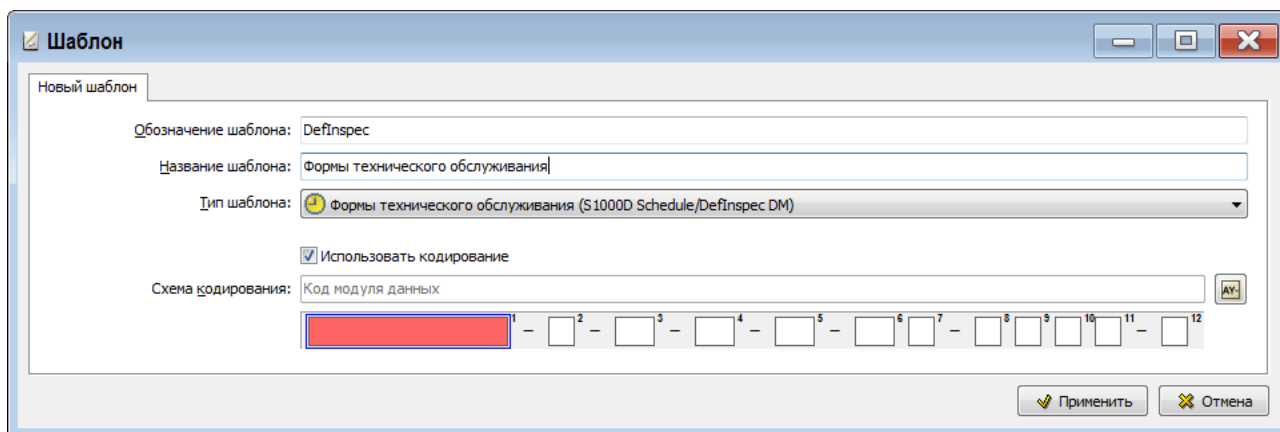 Шаблон
Новый шаблон
Обозначение шаблона: DefInspec
Название шаблона: Формы технического обслуживания
Тип шаблона: Формы технического обслуживания (S1000D Schedule/DefInspec DM)
Использовать кодирование
Схема кодирования: Код модуля данных AY-
1 – 2 – 3 – 4 – 5 – 6 7 – 8 9 10 11 – 12
Применить Отмена